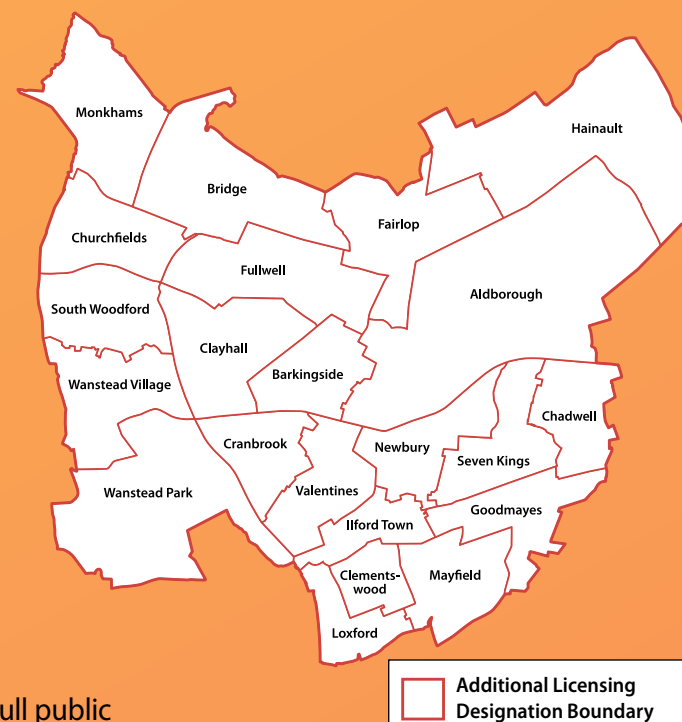 Monkhams
Hainault
Bridge
Fairlop
Churchfields
Fullwell
Aldborough
South Woodford
Clayhall
Barkingside
Wanstead Village
Chadwell
Cranbrook
Newbury
Seven Kings
Wanstead Park
Valentines
Goodmayes
Ilford Town
Clements-
wood
Mayfield
Loxford
Additional Licensing
Designation Boundary
ull public